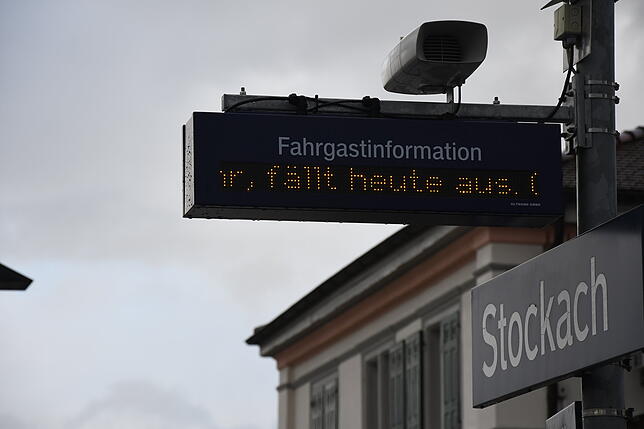 Fahrgastinformation
r, fällt heute aus. (
Stockach